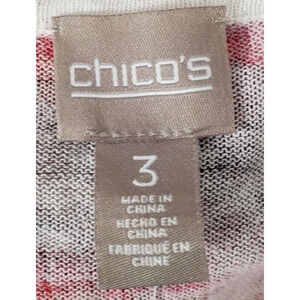 chico's
3
MADE IN
CHINA
HECHO EN
CHINA
FABRIQUÉ EN
CHINE